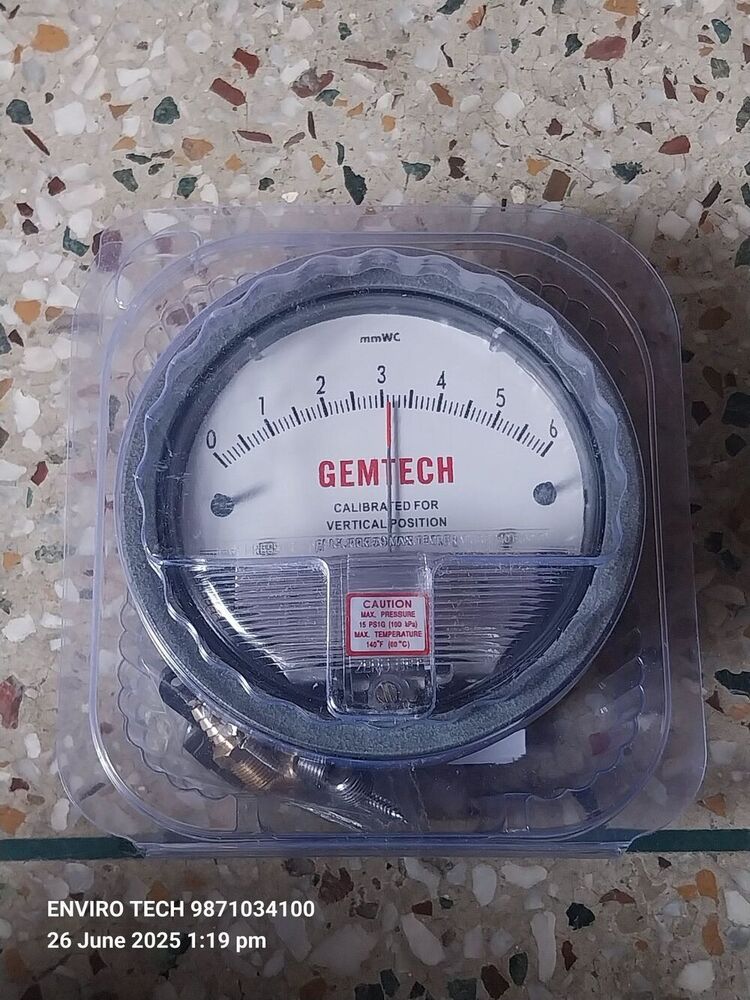 mmWC
0 1 2 3 4 5 6
GEMTECH
CALIBRATED FOR
VERTICAL POSITION
CAUTION
MAX. PRESSURE
15 PSIG (100 kPa)
MAX. TEMPERATURE
140°F (60°C)
ENVIRO TECH 9871034100
26 June 2025 1:19 pm